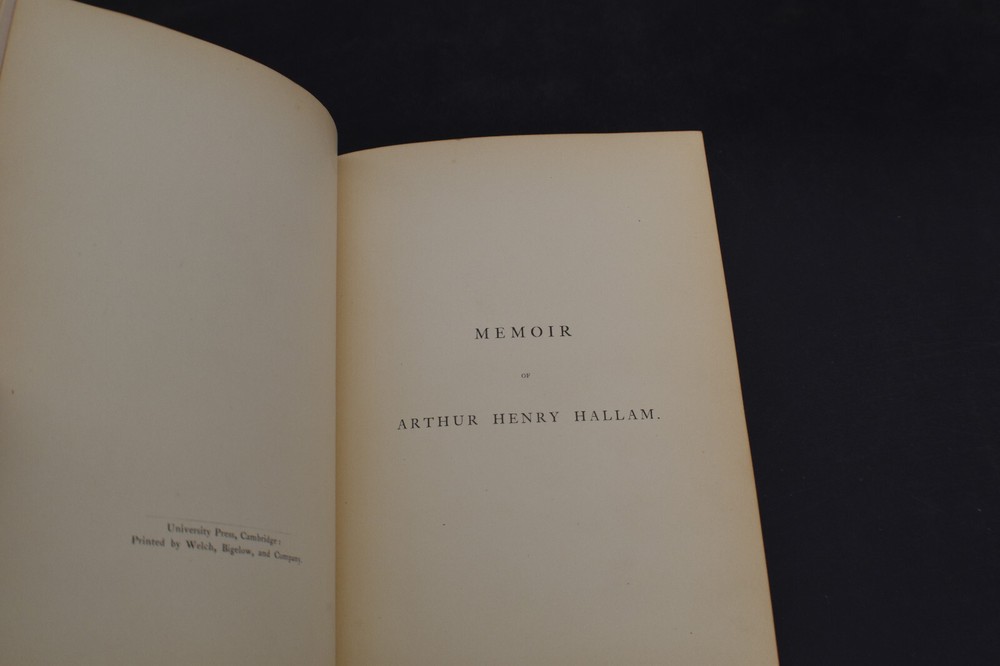 University Press, Cambridge:
Printed by Welch, Bigelow, and Company.
MEMOIR
OF
ARTHUR HENRY HALLAM.